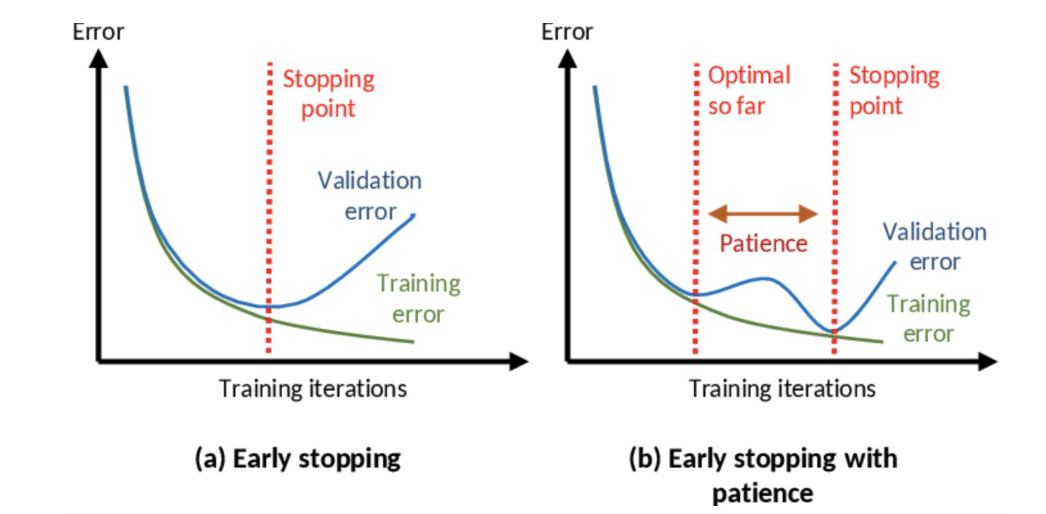 Error
Stopping
point
Validation
error
Training
error
Training iterations
(a) Early stopping
Error
Optimal
so far
Stopping
point
Patience
Validation
error
Training
error
Training iterations
(b) Early stopping with
patience